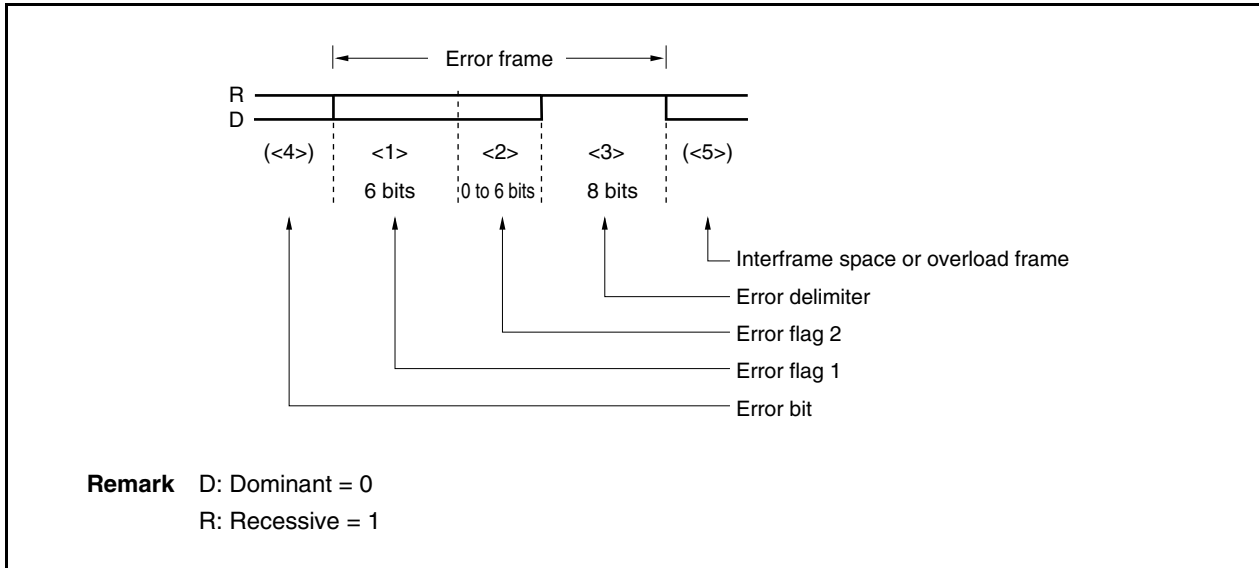 Error frame
R
D
(<4>) <1> <2> <3> (<5>)
6 bits 0 to 6 bits 8 bits
Interframe space or overload frame
Error delimiter
Error flag 2
Error flag 1
Error bit
Remark D: Dominant = 0
R: Recessive = 1